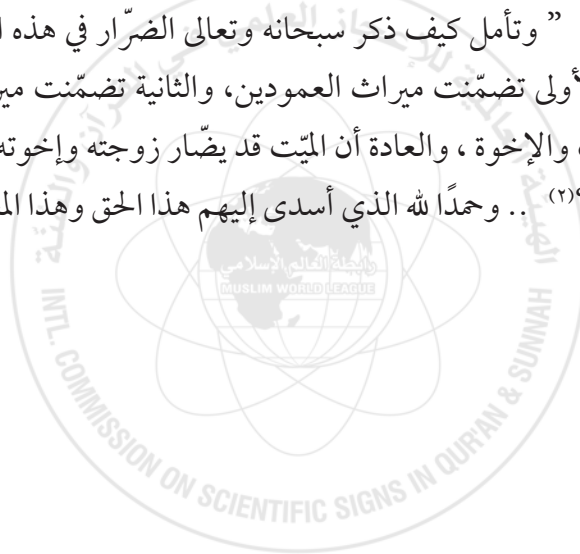 ” وتأمل كيف ذكر سبحانه وتعالى الضرّار في هذه ا
أولى تضمّنت ميراث العمودين، والثانية تضمّنت مير
والإخوة ، والعادة أن الميّت قد يضّار زوجته وإخوته
(٢) .. وحمدًا لله الذي أسدى إليهم هذا الحق وهذا الم
رابطة العالم الإسلامي
MUSLIM WORLD LEAGUE
INTL. COMMISSION ON SCIENTIFIC SIGNS IN QUR'AN & SUNNAH